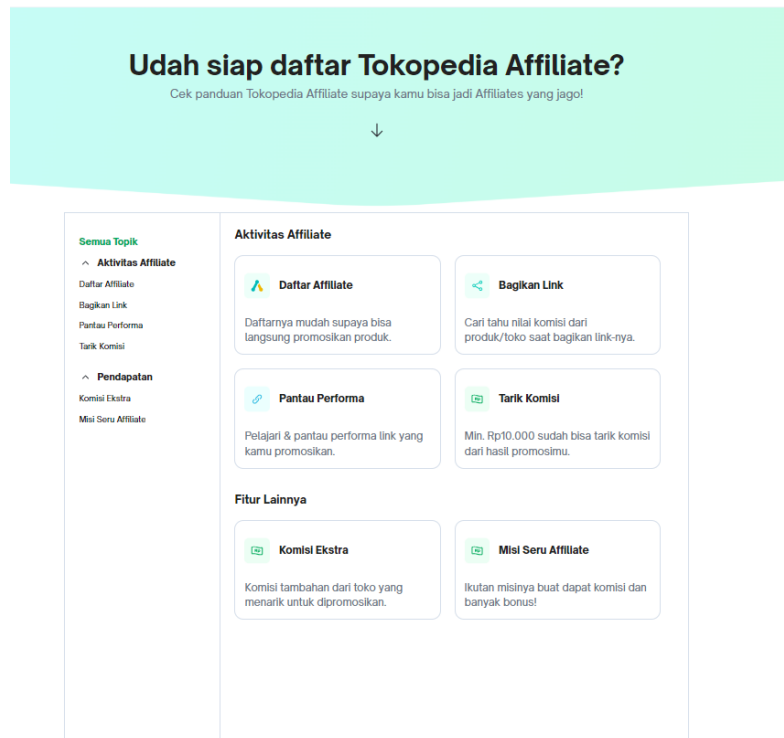 Udah siap daftar Tokopedia Affiliate?
Cek panduan Tokopedia Affiliate supaya kamu bisa jadi Affiliates yang jago!
Semua Topik
Aktivitas Affiliate
Daftar Affiliate
Bagikan Link
Pantau Performa
Tarik Komisi
Pendapatan
Komisi Ekstra
Misi Seru Affiliate
Aktivitas Affiliate
Daftar Affiliate
Daftarnya mudah supaya bisa
langsung promosikan produk.
Bagikan Link
Cari tahu nilai komisi dari
produk/toko saat bagikan link-nya.
Pantau Performa
Pelajari & pantau performa link yang
kamu promosikan.
Tarik Komisi
Min. Rp10.000 sudah bisa tarik komisi
dari hasil promosimu.
Fitur Lainnya
Komisi Ekstra
Komisi tambahan dari toko yang
menarik untuk dipromosikan.
Misi Seru Affiliate
Ikutan misinya buat dapat komisi dan
banyak bonus!